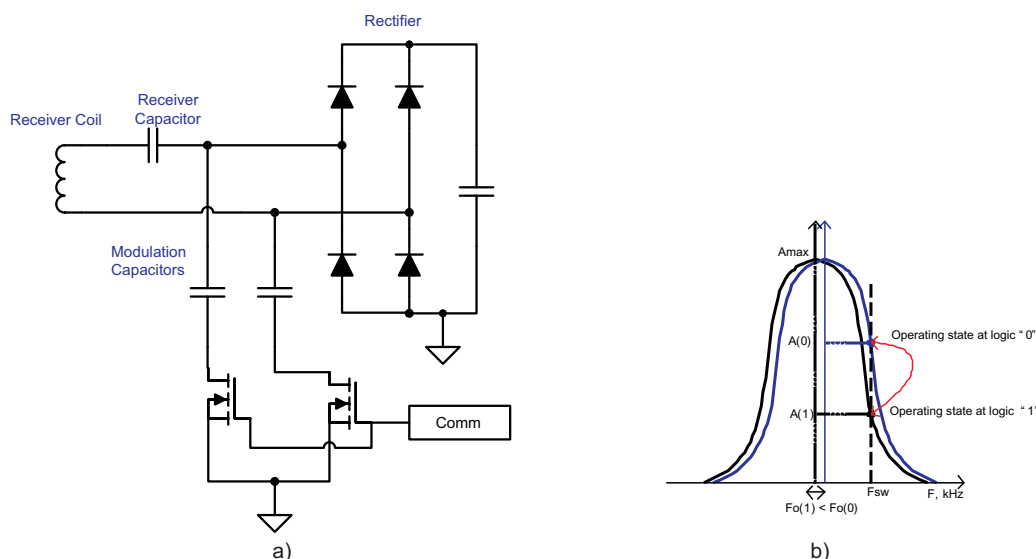 Rectifier
Receiver
Capacitor
Receiver Coil
Modulation
Capacitors
Comm
a)
Amax
A(0)
Operating state at logic “ 0”
A(1)
Operating state at logic “ 1”
Fsw
F, kHz
Fo(1) < Fo(0)
b)